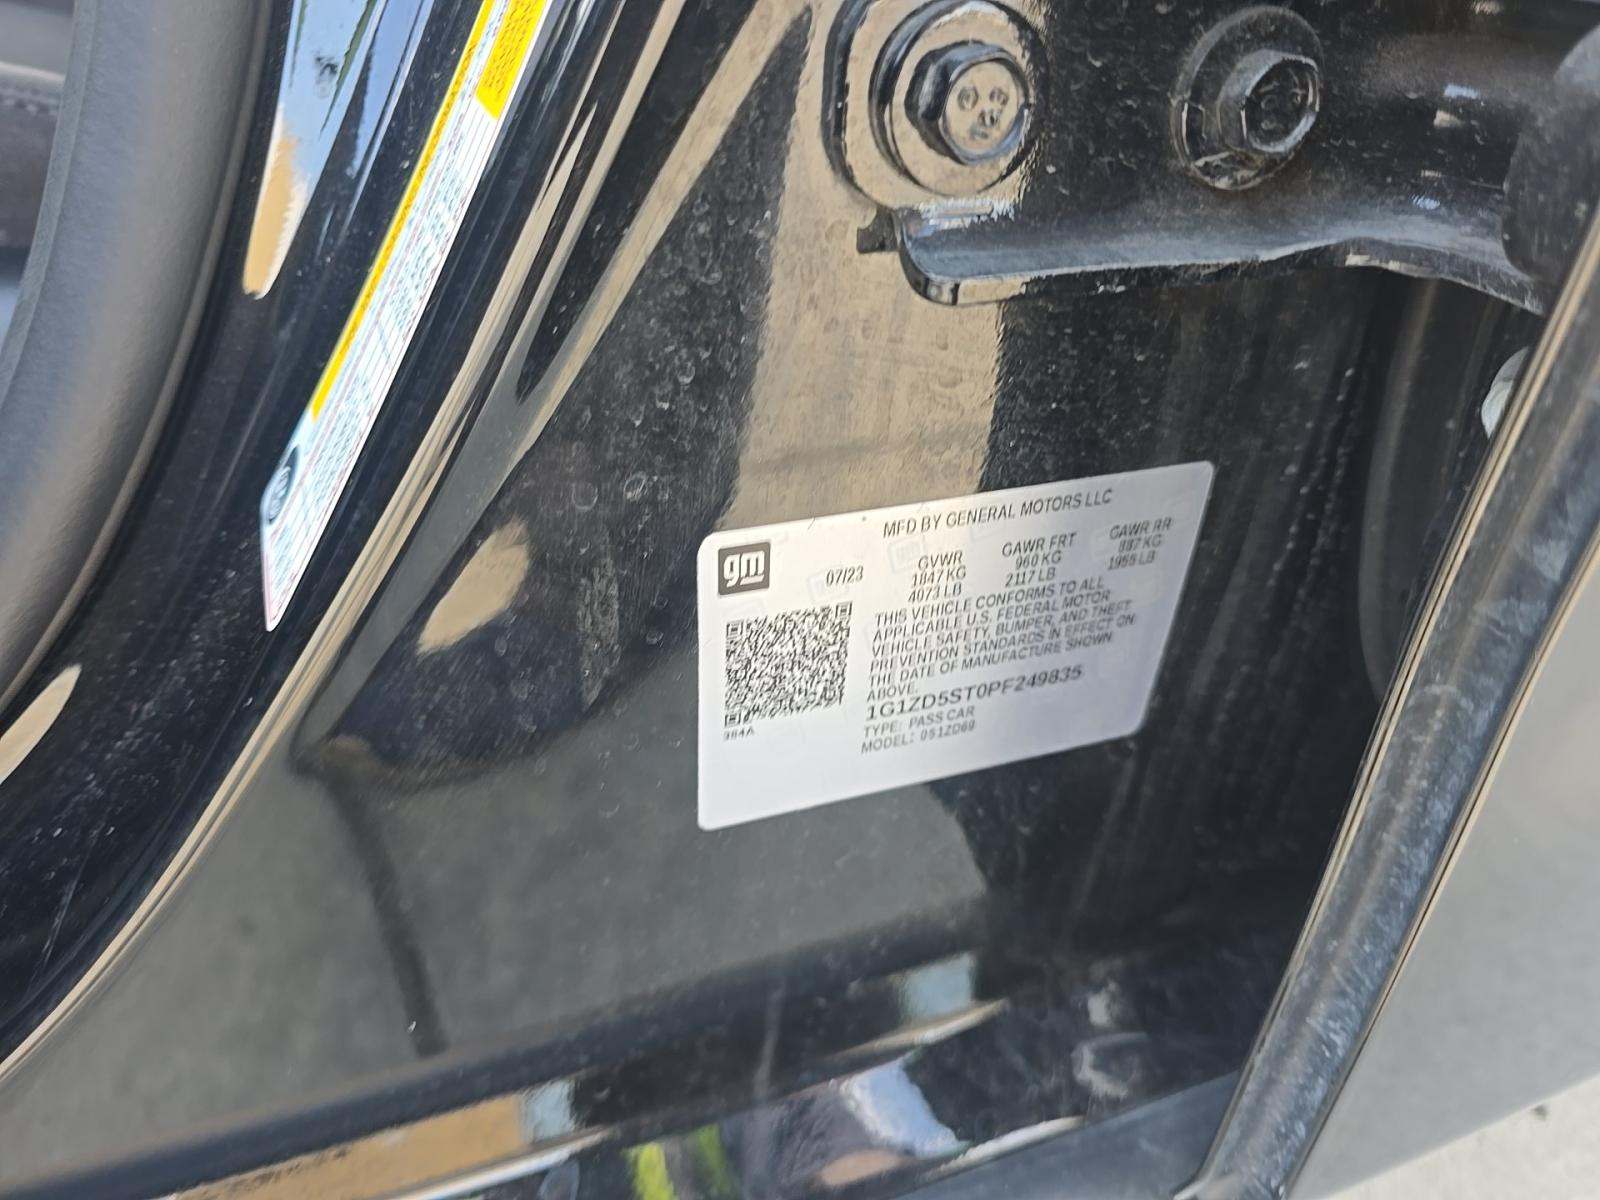 MFD BY GENERAL MOTORS LLC
gm
07/23
GVWR GAWR FRT GAWR RR
1847 KG 960 KG 887 KG
4073 LB 2117 LB 1955 LB
THIS VEHICLE CONFORMS TO ALL
APPLICABLE U.S. FEDERAL MOTOR
VEHICLE SAFETY, BUMPER, AND THEFT
PREVENTION STANDARDS IN EFFECT ON
THE DATE OF MANUFACTURE SHOWN
ABOVE.
1G1ZD5ST0PF249835
984A
TYPE: PASS CAR
MODEL: 051ZD69